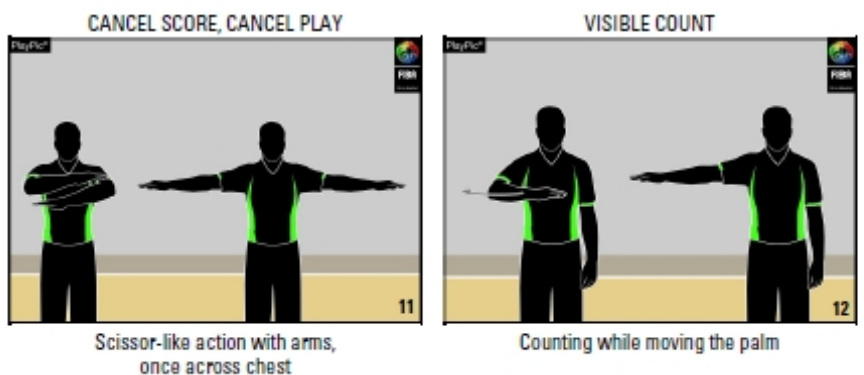 CANCEL SCORE, CANCEL PLAY
PlayPic®
FIBA
11
Scissor-like action with arms,
once across chest
VISIBLE COUNT
PlayPic®
FIBA
12
Counting while moving the palm